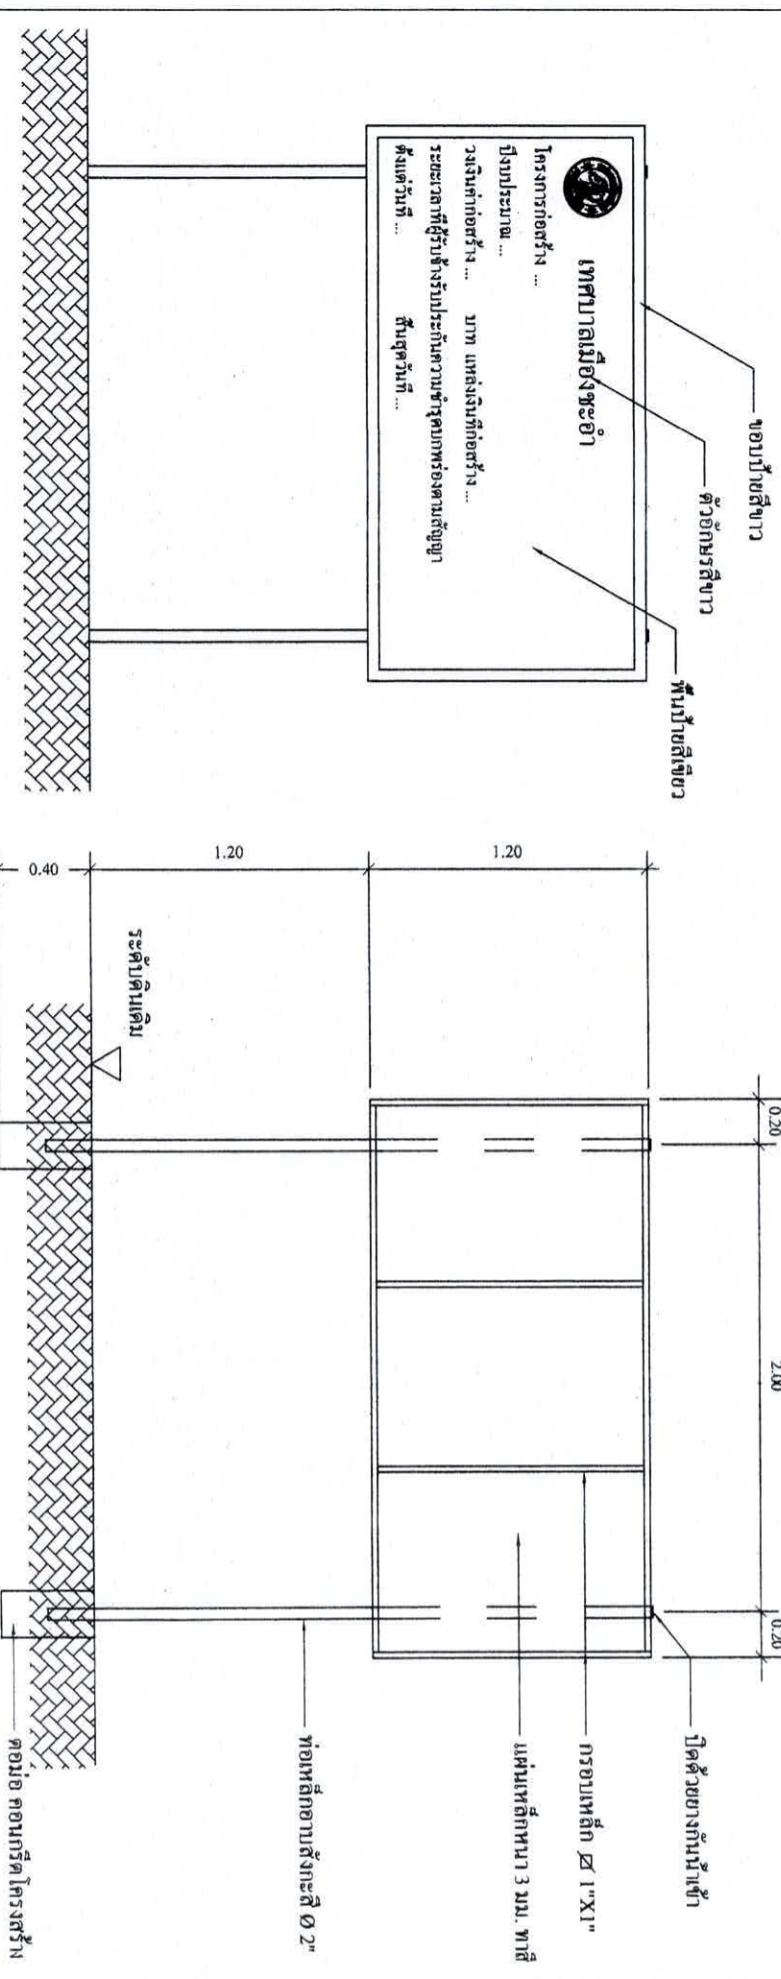 ขอบป้ายสีขาว
ตัวอักษรสีขาว
พื้นป้ายสีเขียว
เทศบาลเมืองชะอำ
โครงการก่อสร้าง ...
ปีงบประมาณ ...
วงเงินค่าก่อสร้าง ... บาท แหล่งเงินที่ก่อสร้าง ...
ระยะเวลาที่ผู้รับจ้างรับประกันความชำรุดบกพร่องตามสัญญา
ตั้งแต่วันที่ ... สิ้นสุดวันที่ ...
0.20
2.00
0.20
1.20
1.20
0.40
ระดับดินเดิม
ปิดด้วยยางกันน้ำเข้า
กรอบเหล็ก ⌀ 1"X1"
แผ่นเหล็กหนา 3 มม. ทาสี
ท่อเหล็กอาบสังกะสี Ø 2"
ตอม่อ คอนกรีตโครงสร้าง